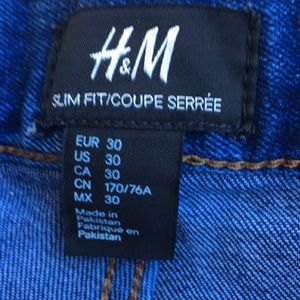 H&M
SLIM FIT/COUPE SERRÉE
EUR 30
US 30
CA 30
CN 170/76A
MX 30
Made in
Pakistan
Fabriqué en
Pakistan